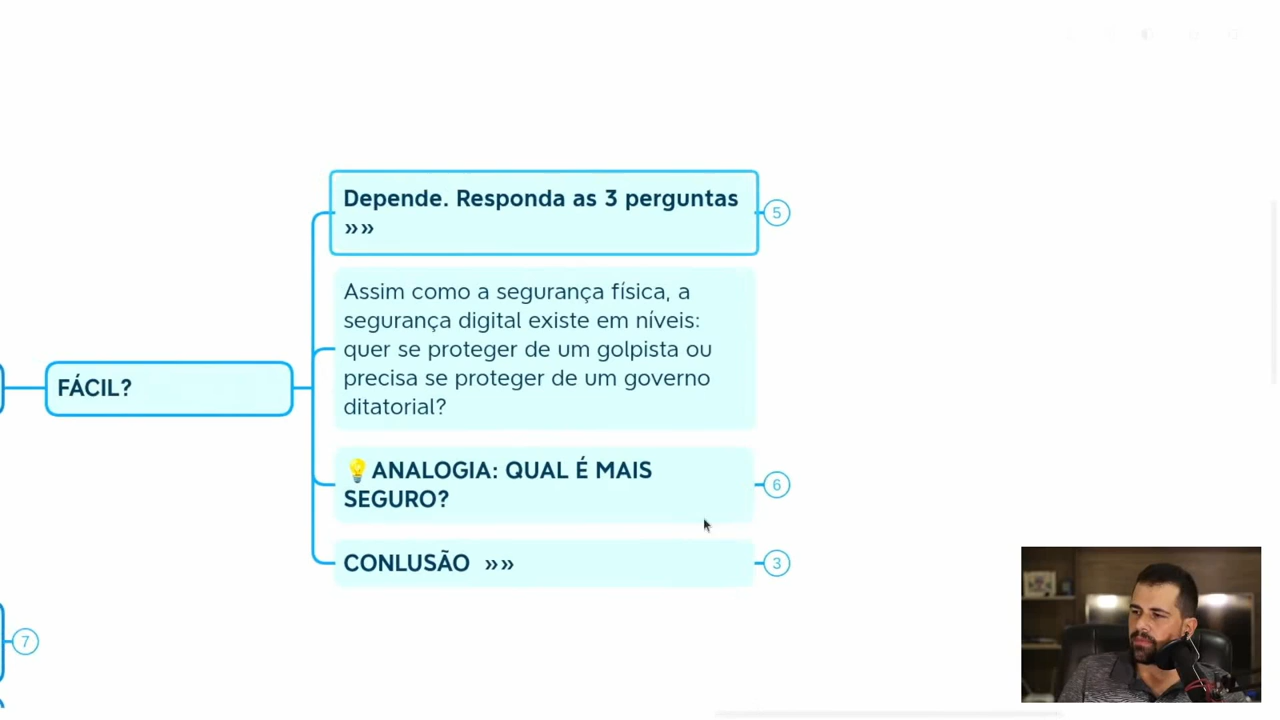 Depende. Responda as 3 perguntas
»»
5
Assim como a segurança física, a
segurança digital existe em níveis:
quer se proteger de um golpista ou
precisa se proteger de um governo
ditatorial?
FÁCIL?
💡ANALOGIA: QUAL É MAIS
SEGURO?
6
CONLUSÃO »»
3
7